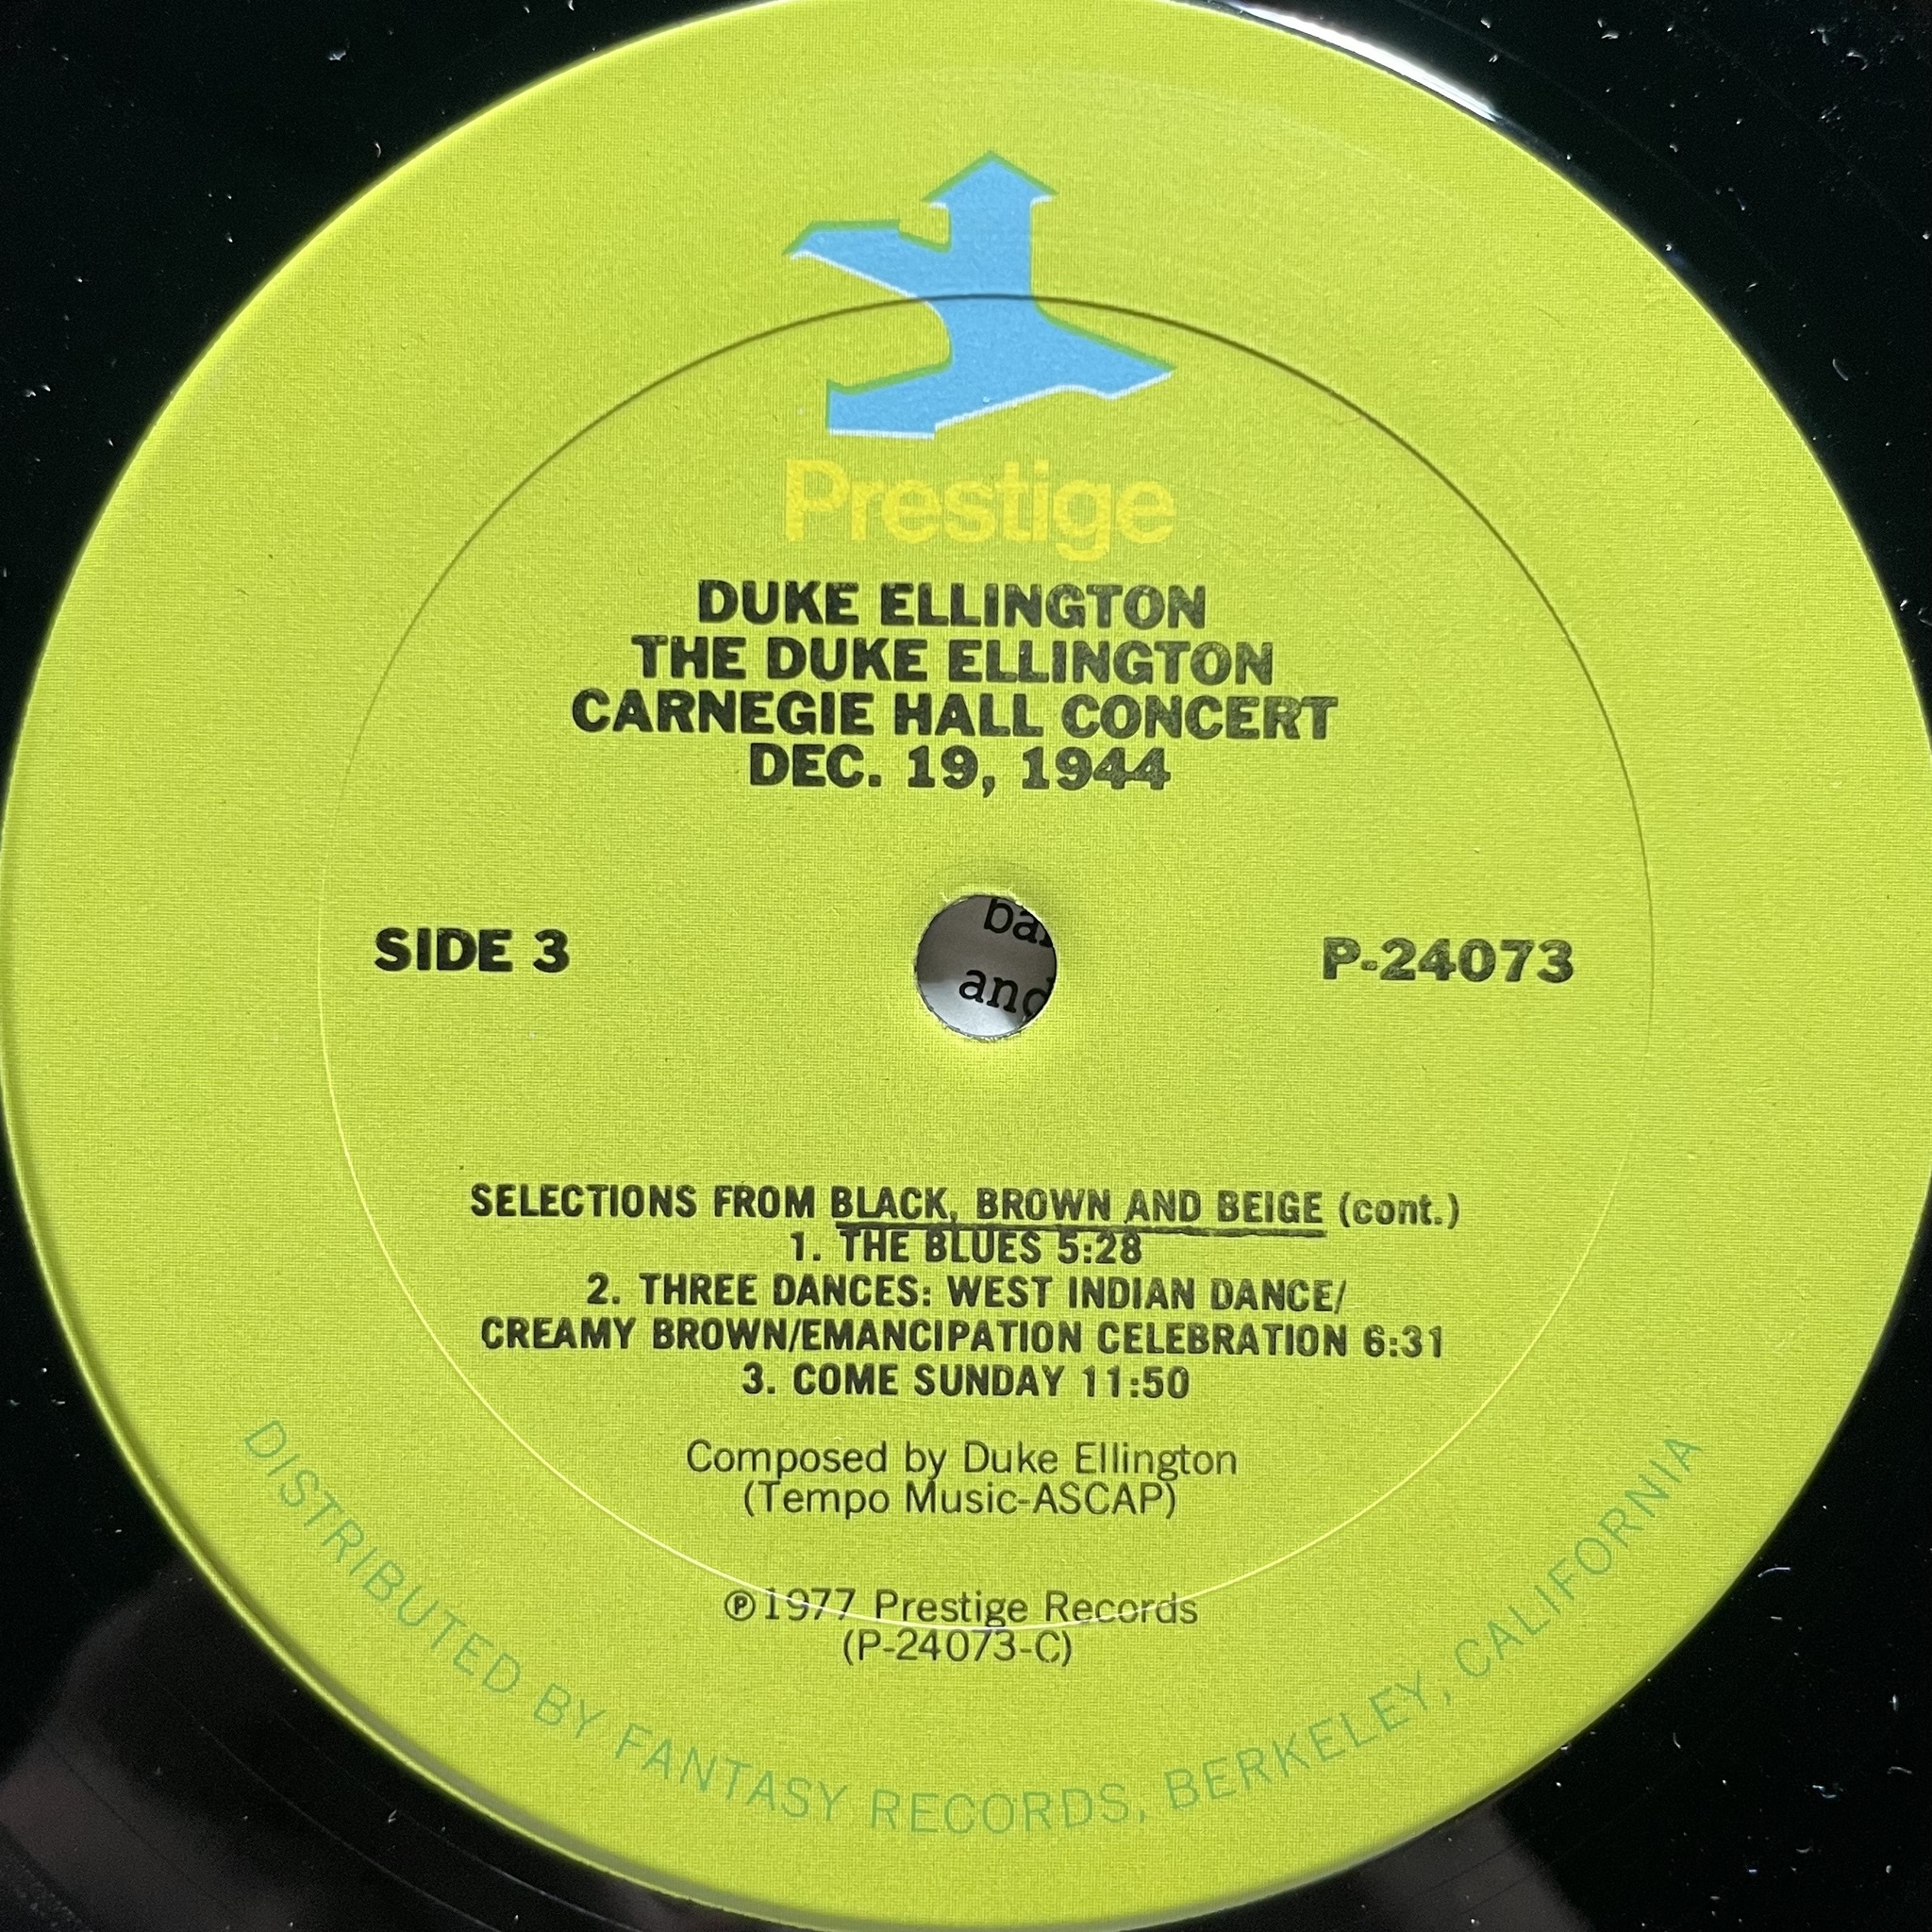 Prestige
DUKE ELLINGTON
THE DUKE ELLINGTON
CARNEGIE HALL CONCERT
DEC. 19, 1944
SIDE 3
P-24073
and
SELECTIONS FROM BLACK, BROWN AND BEIGE (cont.)
1. THE BLUES 5:28
2. THREE DANCES: WEST INDIAN DANCE/
CREAMY BROWN/EMANCIPATION CELEBRATION 6:31
3. COME SUNDAY 11:50
Composed by Duke Ellington
(Tempo Music-ASCAP)
℗1977 Prestige Records
(P-24073-C)
DISTRIBUTED BY FANTASY RECORDS, BERKELEY, CALIFORNIA